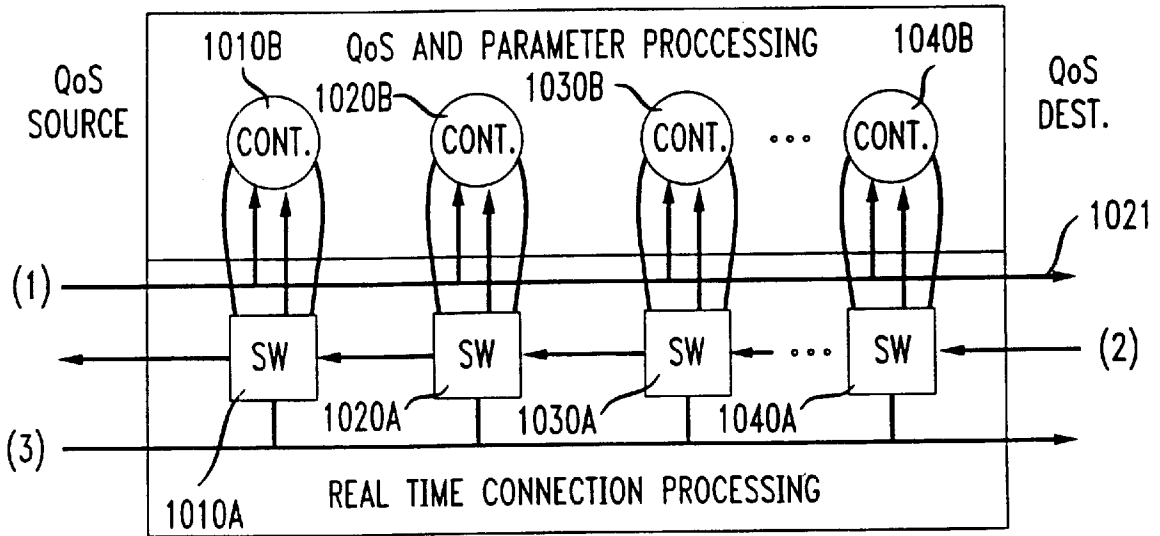 1010B
QoS AND PARAMETER PROCCESSING
1040B
QoS
SOURCE
1020B
1030B
QoS
DEST.
CONT.
CONT.
CONT.
CONT.
1021
(1)
SW
SW
SW
SW
(2)
1020A
1030A
1040A
(3)
1010A
REAL TIME CONNECTION PROCESSING